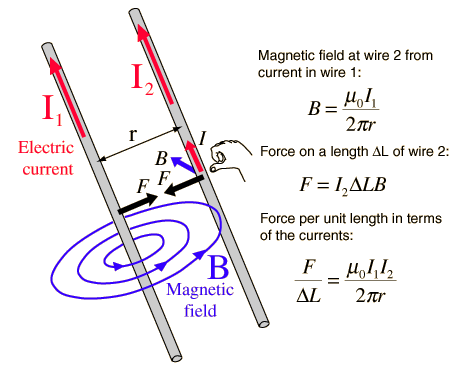 I₁
I₂
Electric
current
r
I
B
F
F
B
Magnetic
field
Magnetic field at wire 2 from
current in wire 1:
B = μ₀I₁ / 2πr
Force on a length ΔL of wire 2:
F = I₂ΔLB
Force per unit length in terms
of the currents:
F / ΔL = μ₀I₁I₂ / 2πr